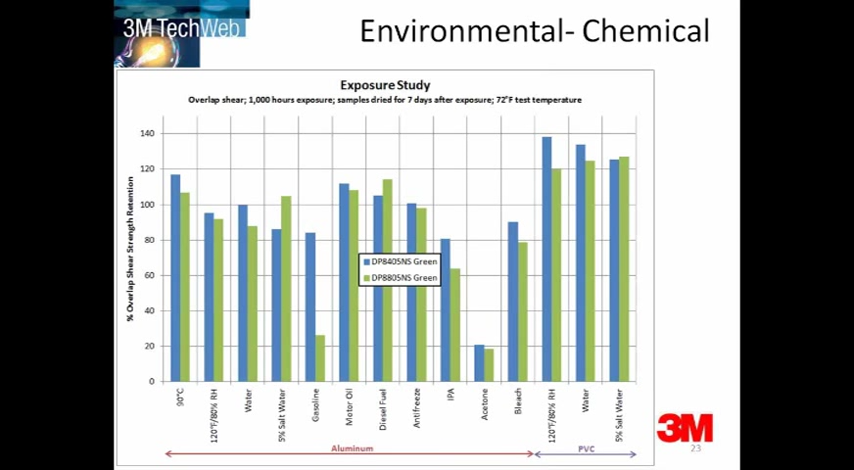 3M TechWeb
Environmental- Chemical
Exposure Study
Overlap shear; 1,000 hours exposure; samples dried for 7 days after exposure; 72°F test temperature
% Overlap Shear Strength Retention
140
120
100
80
60
40
20
0
DP8405NS Green
DP8805NS Green
90°C
120°F/80% RH
Water
5% Salt Water
Gasoline
Motor Oil
Diesel Fuel
Antifreeze
IPA
Acetone
Bleach
120°F/80% RH
Water
5% Salt Water
Aluminum
PVC
3M
23